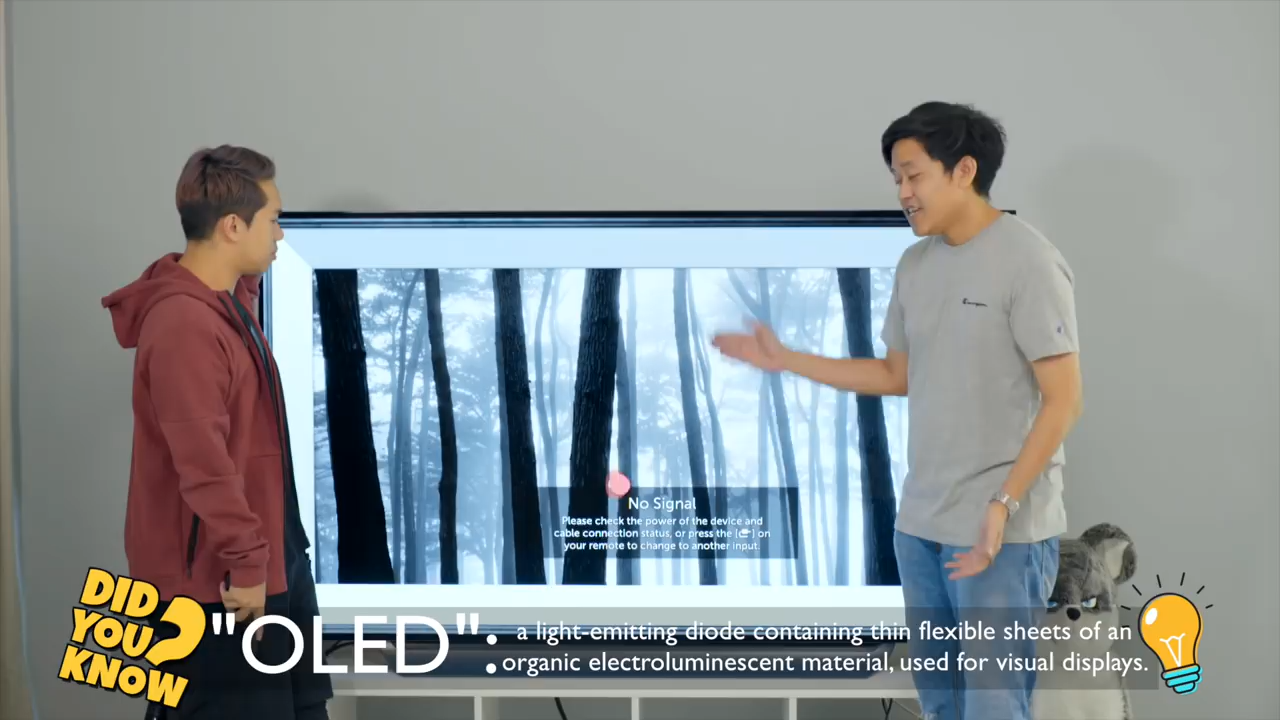 Champion
No Signal
Please check the power of the device and
cable connection status, or press the [ ] on
your remote to change to another input.
DID
YOU
KNOW
?
"OLED":
a light-emitting diode containing thin flexible sheets of an
organic electroluminescent material, used for visual displays.